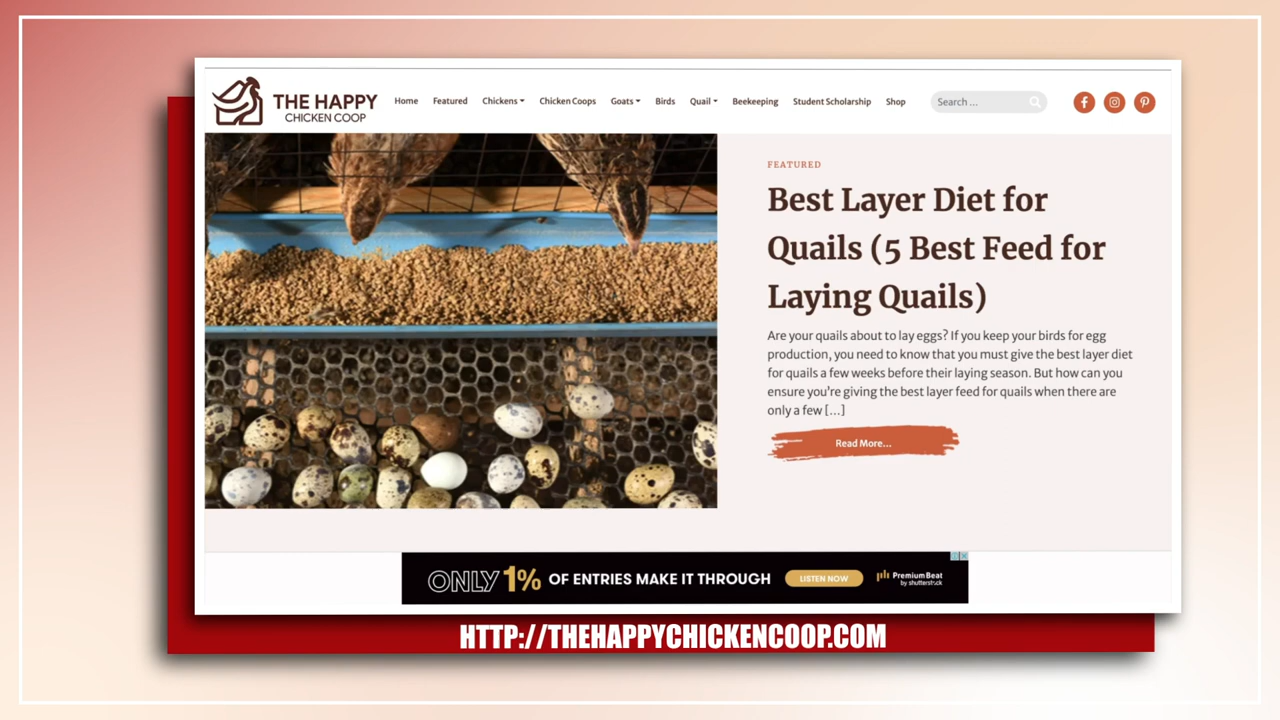 THE HAPPY
CHICKEN COOP
Home Featured Chickens Chicken Coops Goats Birds Quail Beekeeping Student Scholarship Shop Search ...
FEATURED
Best Layer Diet for
Quails (5 Best Feed for
Laying Quails)
Are your quails about to lay eggs? If you keep your birds for egg
production, you need to know that you must give the best layer diet
for quails a few weeks before their laying season. But how can you
ensure you're giving the best layer feed for quails when there are
only a few [...]
Read More...
ONLY 1% OF ENTRIES MAKE IT THROUGH LISTEN NOW PremiumBeat
by shutterstock
HTTP://THEHAPPYCHICKENCOOP.COM